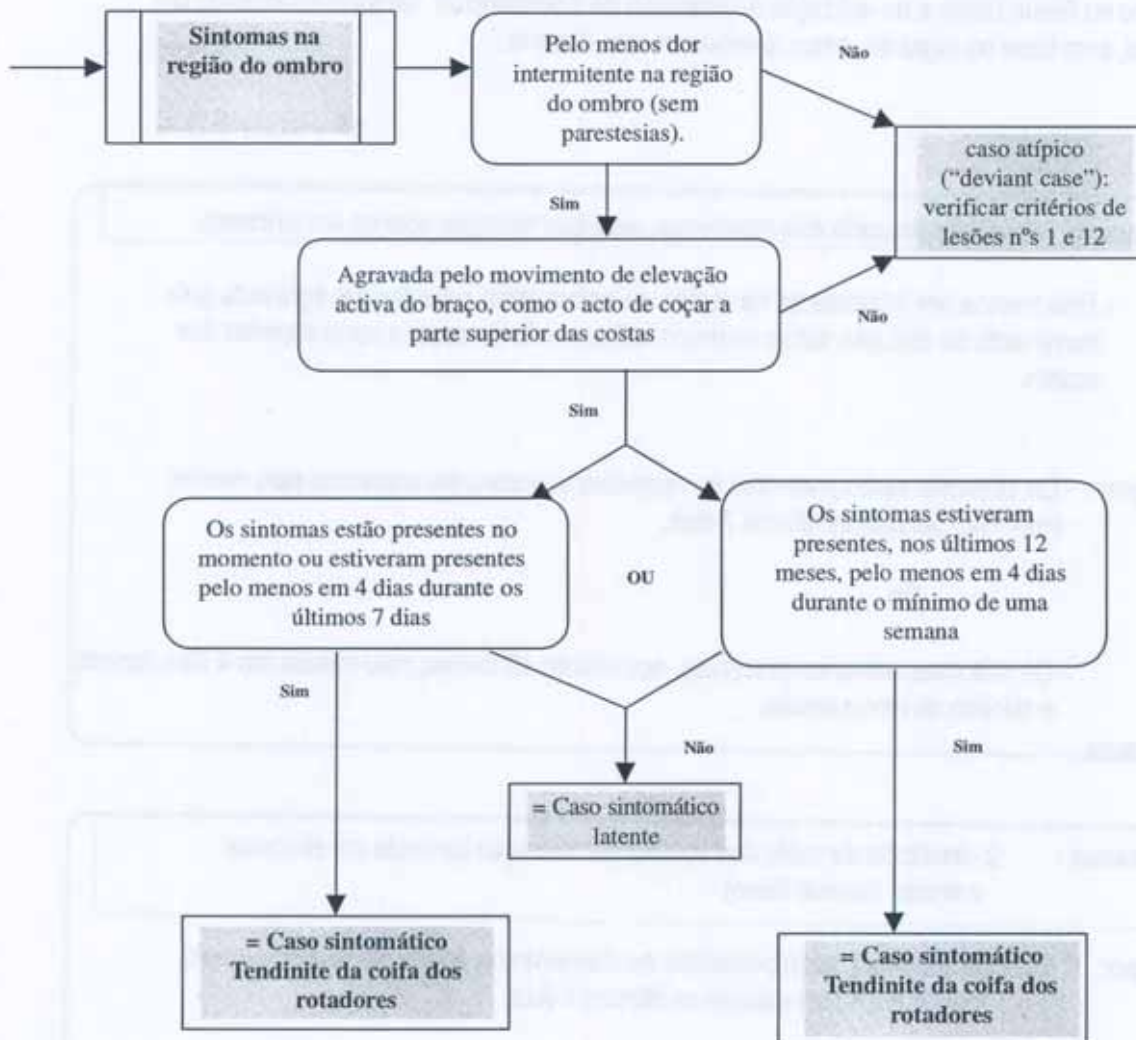 Sintomas na
região do ombro
Pelo menos dor
intermitente na região
do ombro (sem
parestesias).
Não
caso atípico
(“deviant case”):
verificar critérios de
lesões nºs 1 e 12
Sim
Agravada pelo movimento de elevação
activa do braço, como o acto de coçar a
parte superior das costas
Não
Sim
Os sintomas estão presentes no
momento ou estiveram presentes
pelo menos em 4 dias durante os
últimos 7 dias
OU
Os sintomas estiveram
presentes, nos últimos 12
meses, pelo menos em 4 dias
durante o mínimo de uma
semana
Sim
Não
Sim
= Caso sintomático
latente
= Caso sintomático
Tendinite da coifa dos
rotadores
= Caso sintomático
Tendinite da coifa dos
rotadores